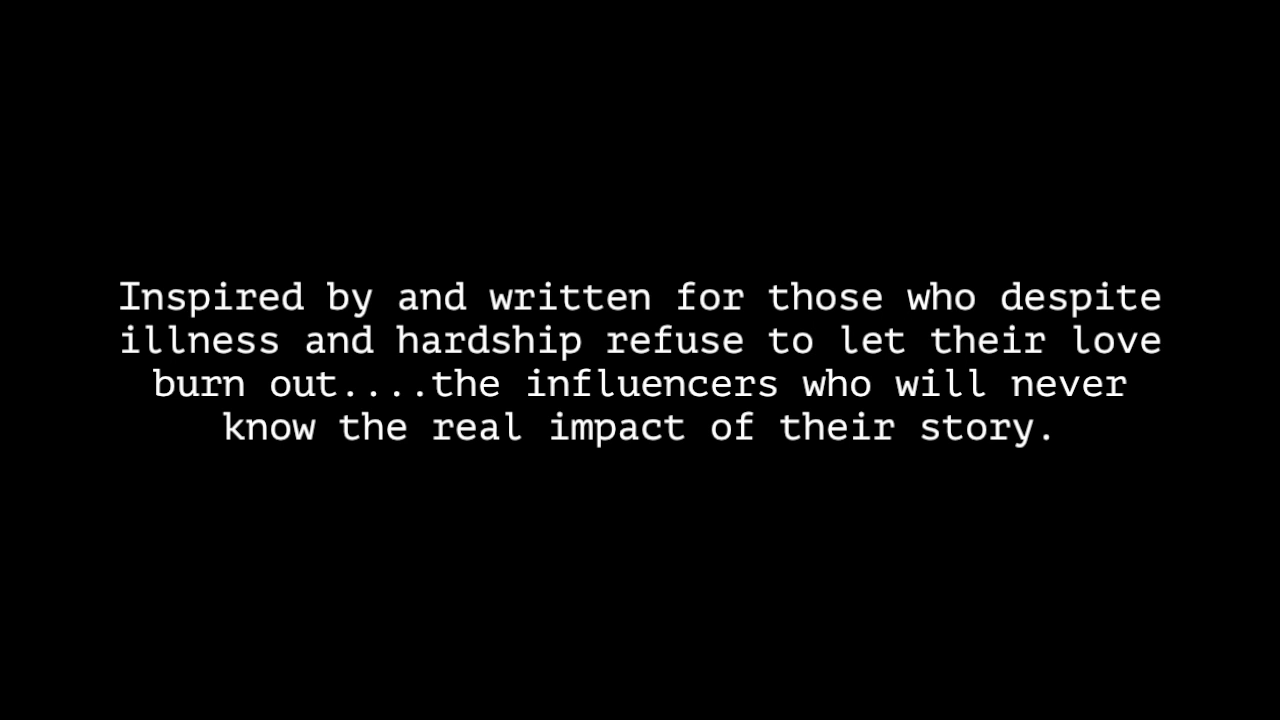 Inspired by and written for those who despite
illness and hardship refuse to let their love
burn out....the influencers who will never
know the real impact of their story.